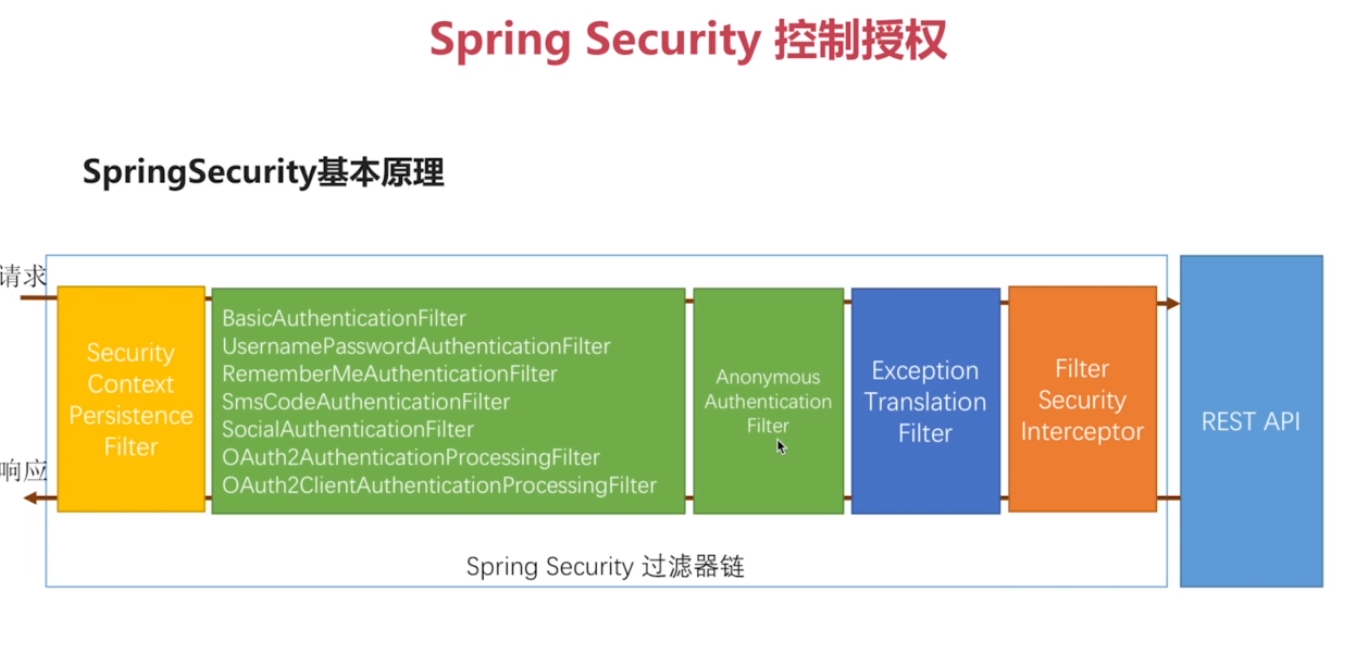 Spring Security 控制授权
SpringSecurity基本原理
请求
响应
Security
Context
Persistence
Filter
BasicAuthenticationFilter
UsernamePasswordAuthenticationFilter
RememberMeAuthenticationFilter
SmsCodeAuthenticationFilter
SocialAuthenticationFilter
OAuth2AuthenticationProcessingFilter
OAuth2ClientAuthenticationProcessingFilter
Anonymous
Authentication
Filter
Exception
Translation
Filter
Filter
Security
Interceptor
REST API
Spring Security 过滤器链